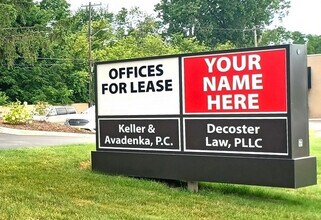 OFFICES
FOR LEASE
YOUR
NAME
HERE
Keller &
Avadenka, P.C.
Decoster
Law, PLLC